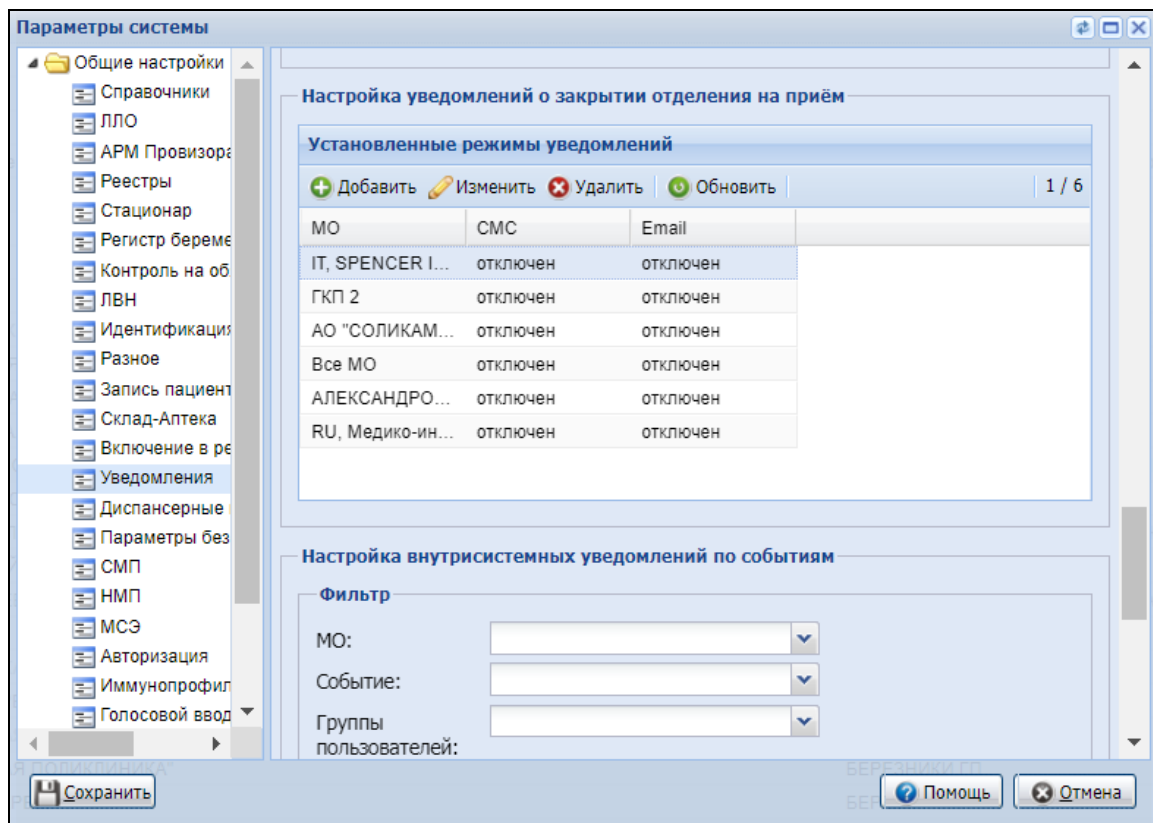 Параметры системы
Общие настройки
Справочники
ЛЛО
АРМ Провизора
Реестры
Стационар
Регистр береме
Контроль на об
ЛВН
Идентификация
Разное
Запись пациент
Склад-Аптека
Включение в ре
Уведомления
Диспансерные
Параметры без
СМП
НМП
МСЭ
Авторизация
Иммунопрофил
Голосовой ввод
Настройка уведомлений о закрытии отделения на приём
Установленные режимы уведомлений
Добавить Изменить Удалить Обновить 1 / 6
МО СМС Email
IT, SPENCER I... отключен отключен
ГКП 2 отключен отключен
АО "СОЛИКАМ... отключен отключен
Все МО отключен отключен
АЛЕКСАНДРО... отключен отключен
RU, Медико-ин... отключен отключен
Настройка внутрисистемных уведомлений по событиям
Фильтр
МО:
Событие:
Группы
пользователей:
Я ПОЛИКЛИНИКА" БЕРЕЗНИКИ ГП
Сохранить Помощь Отмена